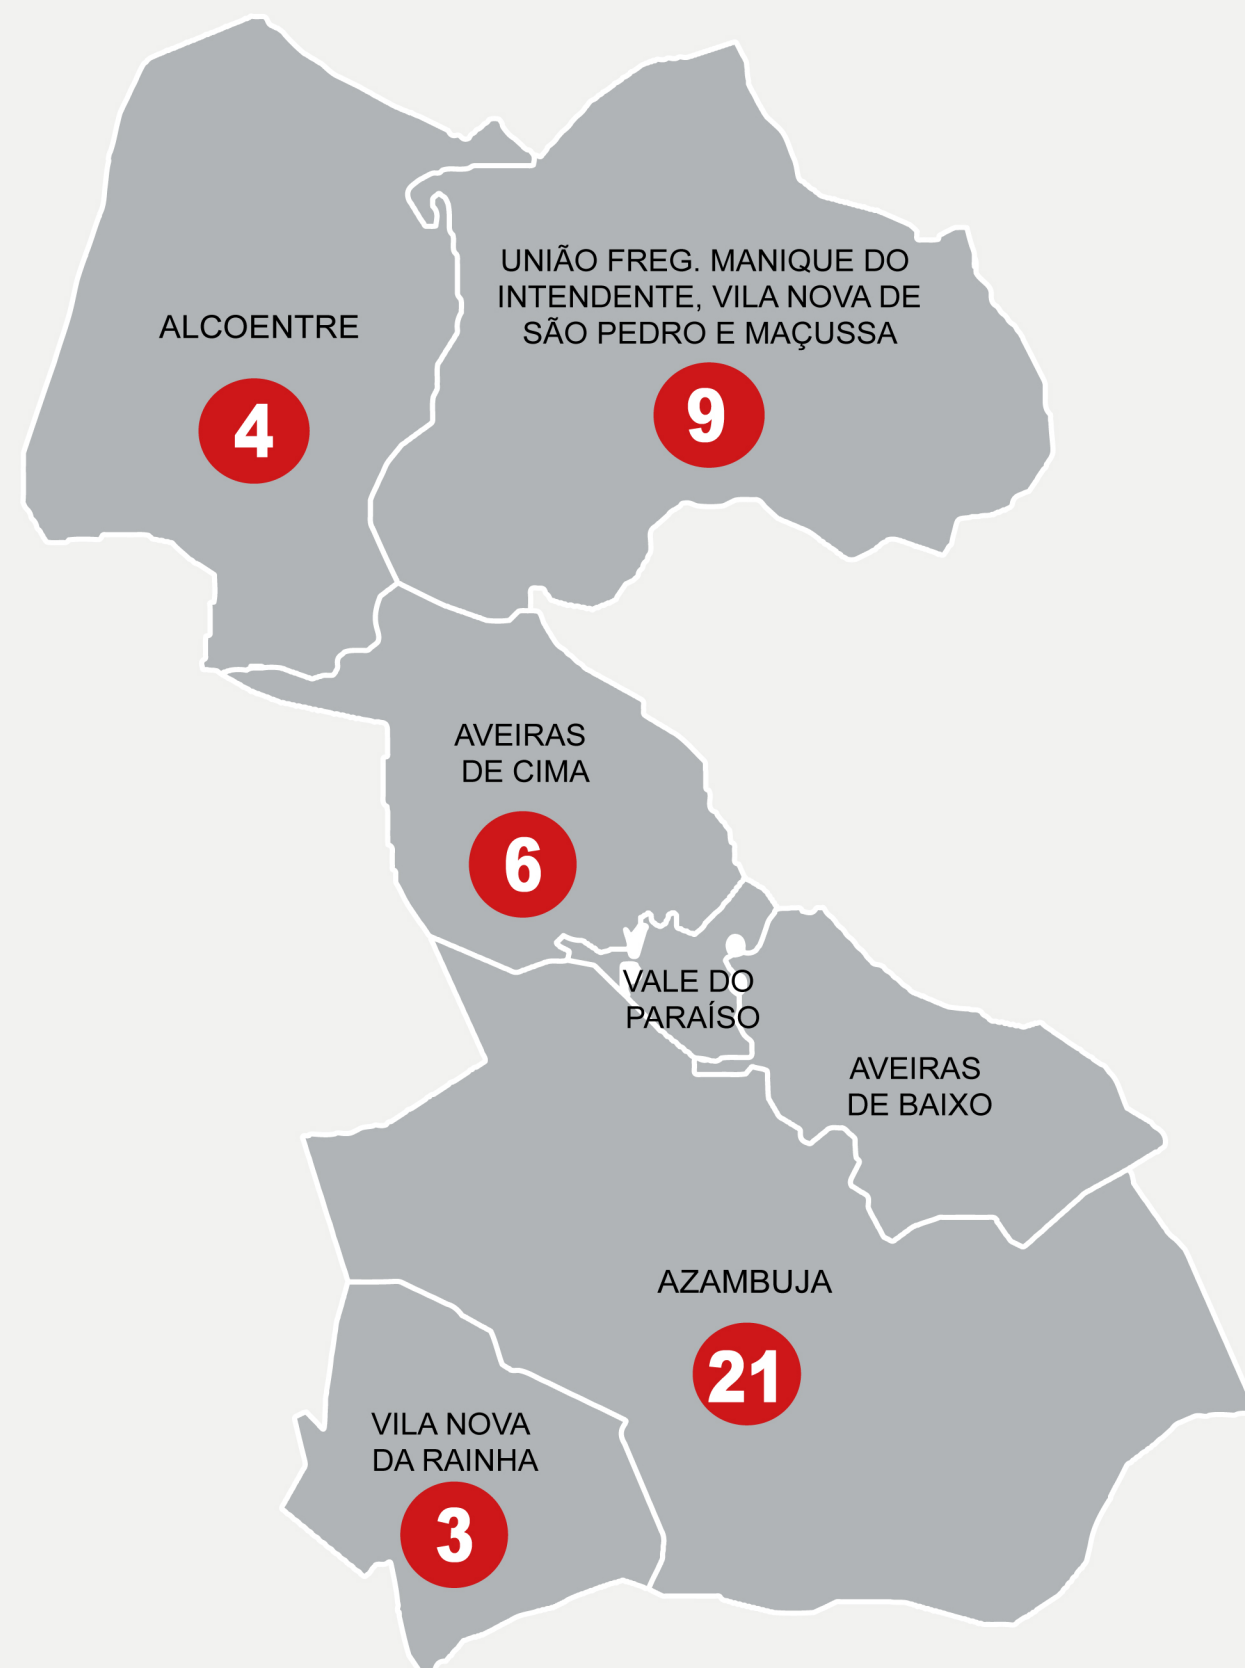 UNIÃO FREG. MANIQUE DO
INTENDENTE, VILA NOVA DE
SÃO PEDRO E MAÇUSSA
9
ALCOENTRE
4
AVEIRAS
DE CIMA
6
VALE DO
PARAÍSO
AVEIRAS
DE BAIXO
AZAMBUJA
21
VILA NOVA
DA RAINHA
3